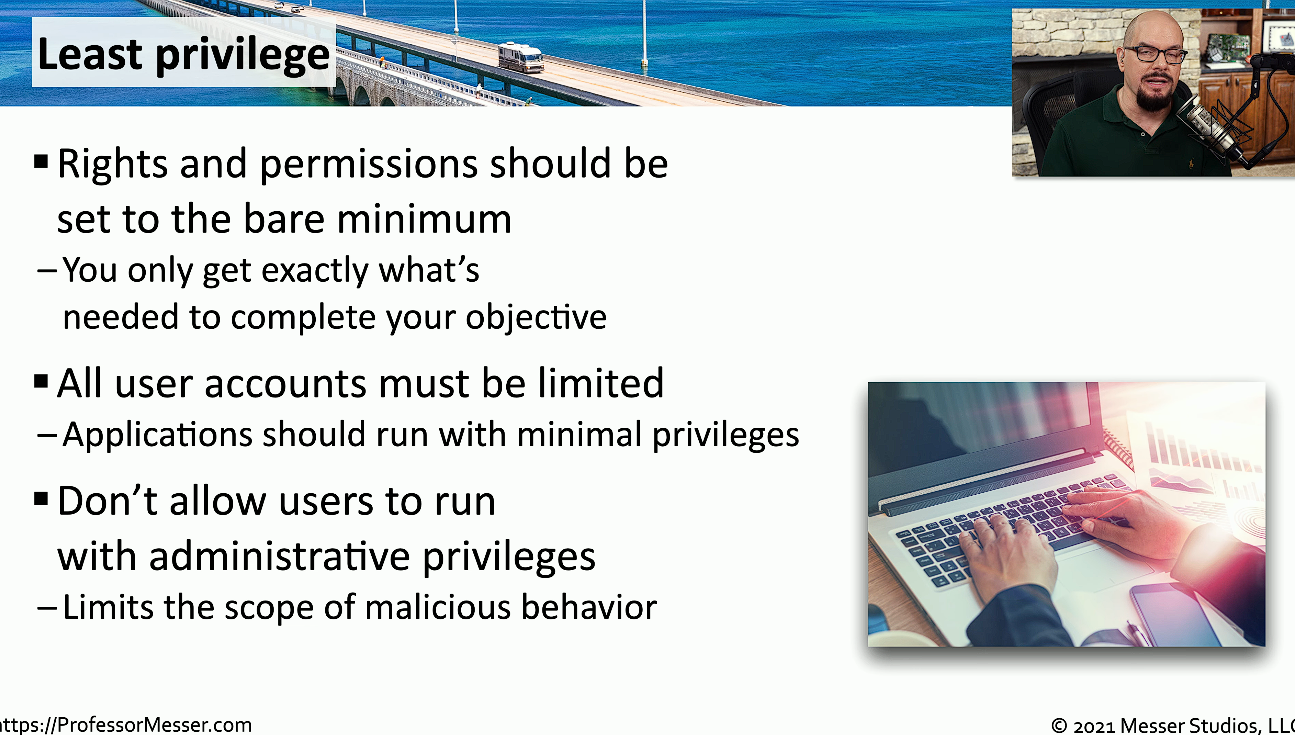 Least privilege
▪ Rights and permissions should be
set to the bare minimum
– You only get exactly what's
needed to complete your objective
▪ All user accounts must be limited
– Applications should run with minimal privileges
▪ Don't allow users to run
with administrative privileges
– Limits the scope of malicious behavior
ttps://ProfessorMesser.com
© 2021 Messer Studios, LLC